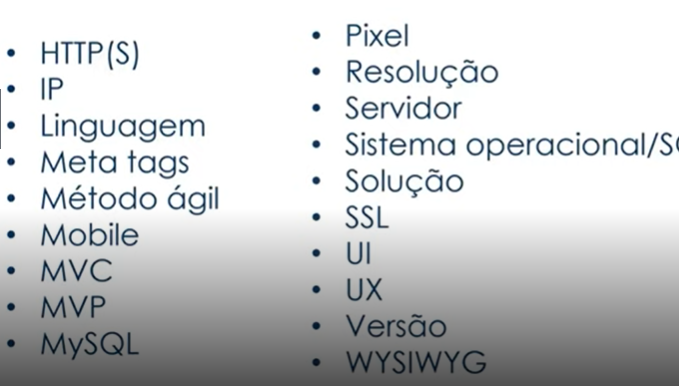 • HTTP(S)
• IP
• Linguagem
• Meta tags
• Método ágil
• Mobile
• MVC
• MVP
• MySQL
• Pixel
• Resolução
• Servidor
• Sistema operacional/S
• Solução
• SSL
• UI
• UX
• Versão
• WYSIWYG